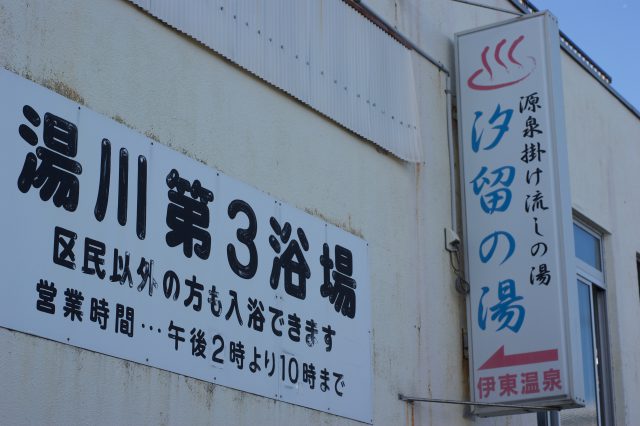 湯川第3浴場
区民以外の方も入浴できます
営業時間…午後2時より10時まで
源泉掛け流しの湯
汐留の湯
伊東温泉